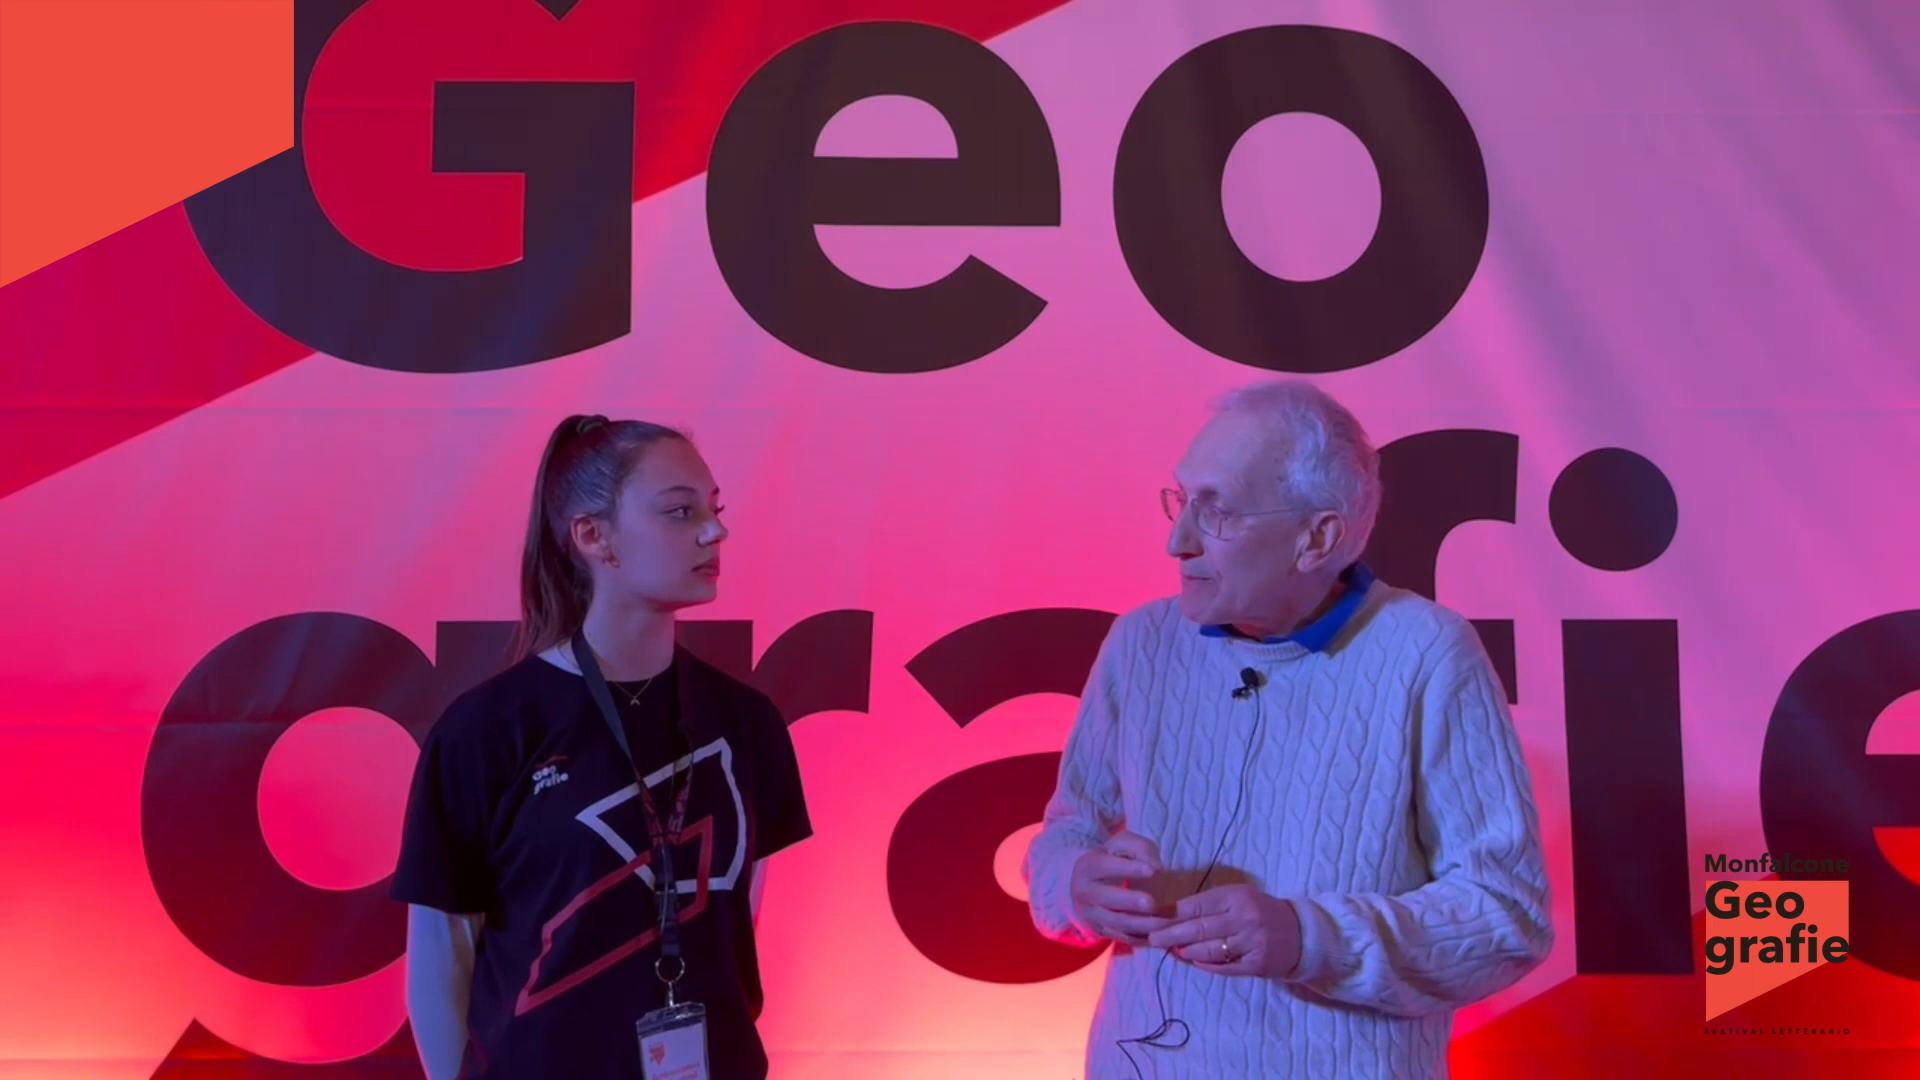 Geo
grafie
Geo
grafie
Monfalcone
Geo
grafie
FESTIVAL LETTERARIO